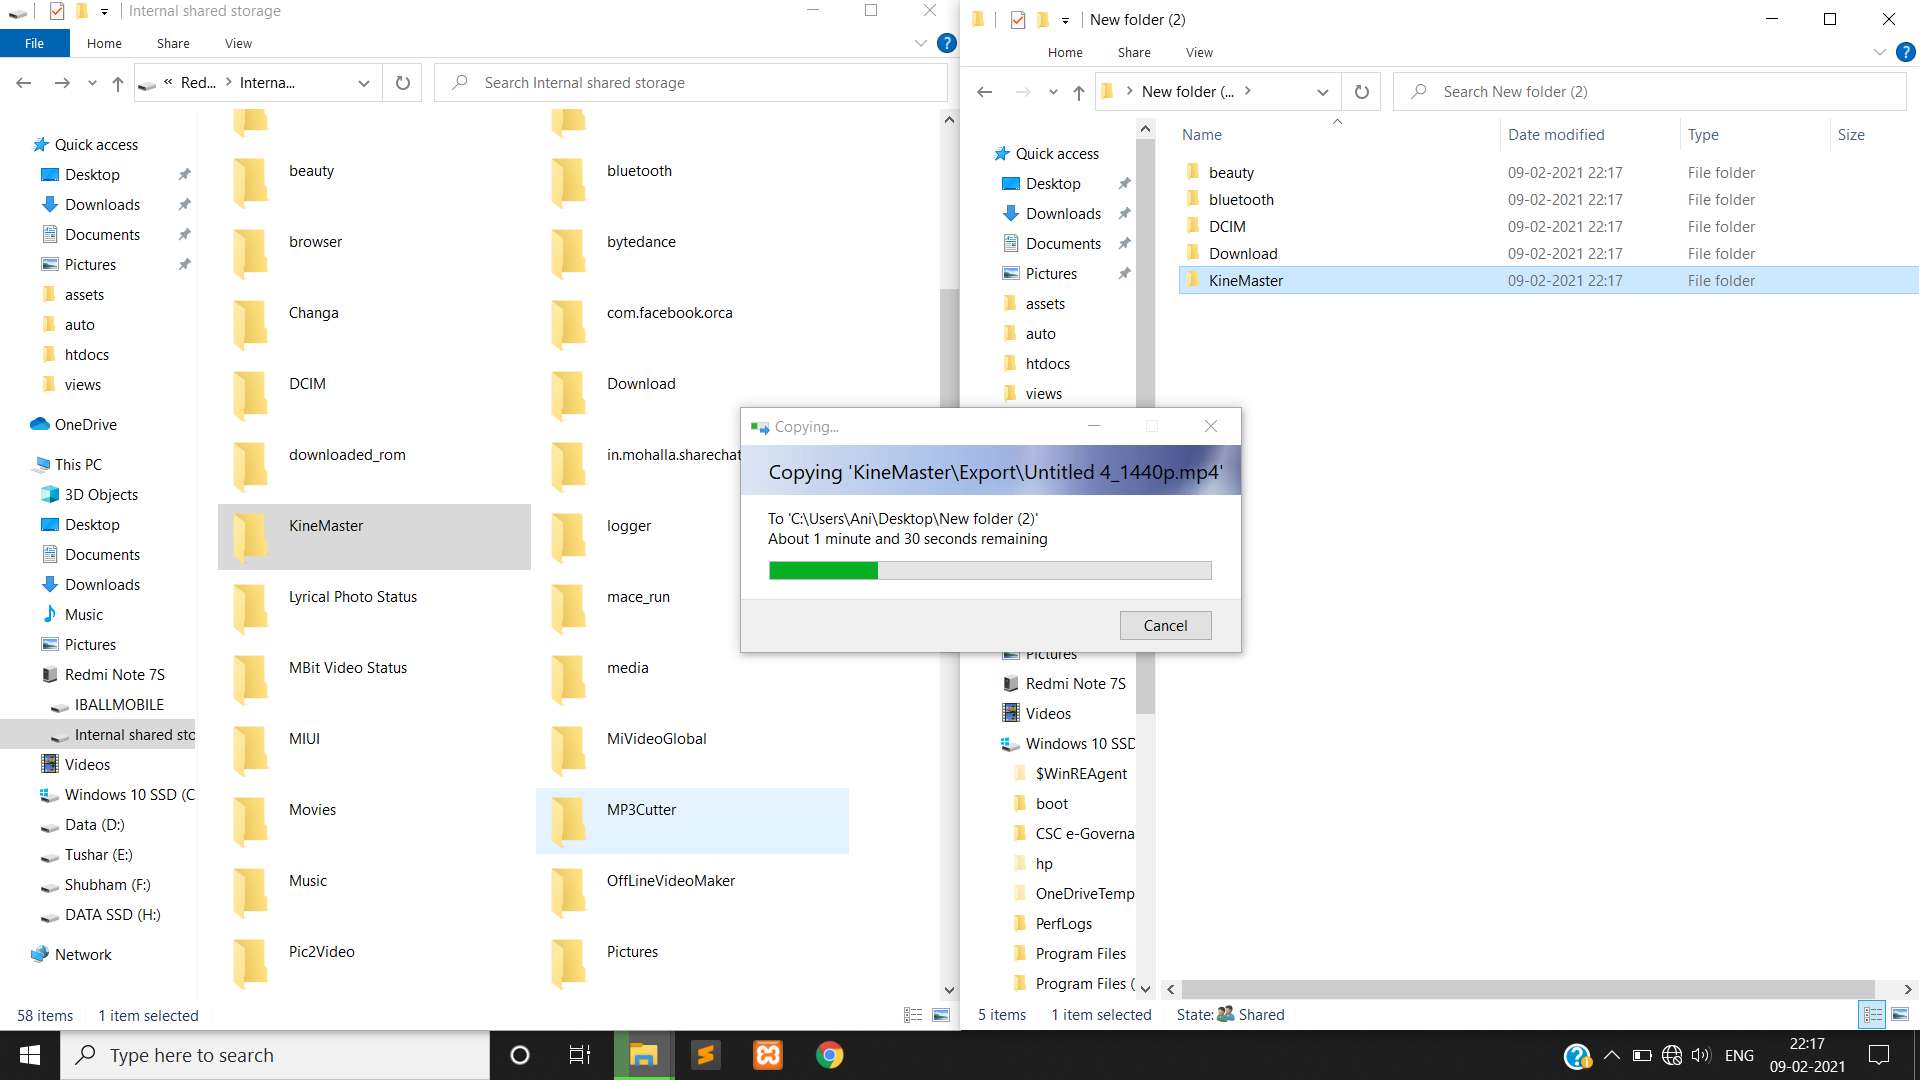 Internal shared storage
File
Home
Share
View
« Red... > Interna...
Search Internal shared storage
Quick access
Desktop
Downloads
Documents
Pictures
assets
auto
htdocs
views
OneDrive
This PC
3D Objects
Desktop
Documents
Downloads
Music
Pictures
Redmi Note 7S
IBALLMOBILE
Internal shared sto
Videos
Windows 10 SSD (C
Data (D:)
Tushar (E:)
Shubham (F:)
DATA SSD (H:)
Network
beauty
bluetooth
browser
bytedance
Changa
com.facebook.orca
DCIM
Download
downloaded_rom
in.mohalla.sharechat
KineMaster
logger
Lyrical Photo Status
mace_run
MBit Video Status
media
MIUI
MiVideoGlobal
Movies
MP3Cutter
Music
OffLineVideoMaker
Pic2Video
Pictures
58 items
1 item selected
New folder (2)
Home
Share
View
New folder (...
Search New folder (2)
Quick access
Desktop
Downloads
Documents
Pictures
assets
auto
htdocs
views
Pictures
Redmi Note 7S
Videos
Windows 10 SSD
$WinREAgent
boot
CSC e-Governa
hp
OneDriveTemp
PerfLogs
Program Files
Program Files (
Name
Date modified
Type
Size
beauty 09-02-2021 22:17 File folder
bluetooth 09-02-2021 22:17 File folder
DCIM 09-02-2021 22:17 File folder
Download 09-02-2021 22:17 File folder
KineMaster 09-02-2021 22:17 File folder
5 items
1 item selected
State: Shared
Copying...
Copying 'KineMaster\Export\Untitled 4_1440p.mp4'
To 'C:\Users\Ani\Desktop\New folder (2)'
About 1 minute and 30 seconds remaining
Cancel
Type here to search
ENG
22:17
09-02-2021